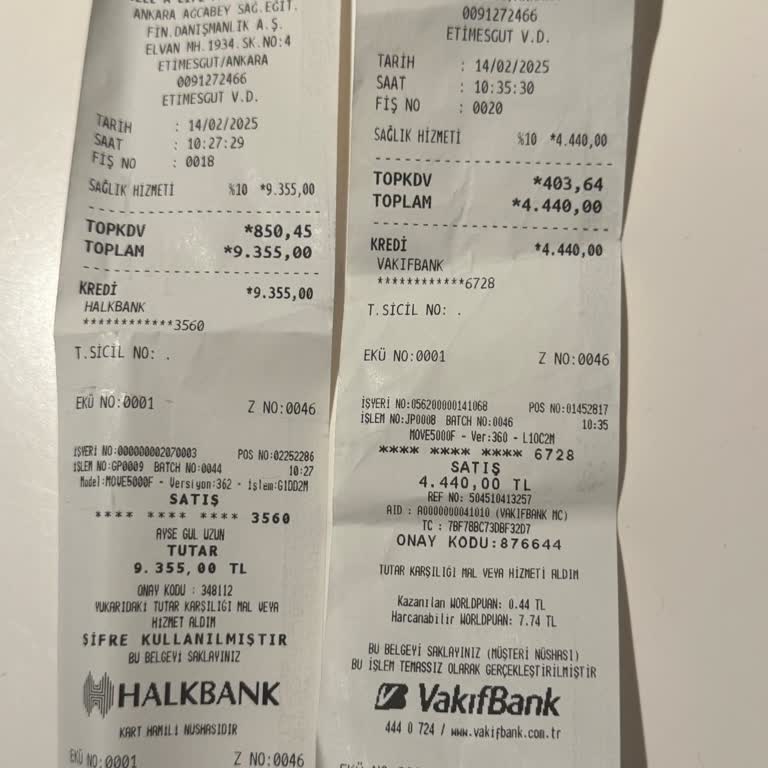 ANKARA AGCABEY SAG.EGIT.
FIN.DANIŞMANLIK A.Ş.
ELVAN MH.1934.SK.NO:4
ETIMESGUT/ANKARA
0091272466
ETIMESGUT V.D.
TARİH : 14/02/2025
SAAT : 10:27:29
FİŞ NO : 0018
SAĞLIK HİZMETİ %10 *9.355,00
TOPKDV *850,45
TOPLAM *9.355,00
KREDİ *9.355,00
HALKBANK
************3560
T.SİCİL NO: .
EKÜ NO:0001 Z NO:0046
İŞYERİ NO:000000002070003 POS NO:02252286
İŞLEM NO:GP0009 BATCH NO:0044 10:27
Model:MOVE5000F - Versiyon:362 - İşlem:G1DD2M
SATIŞ
**** **** **** 3560
AYSE GUL UZUN
TUTAR
9.355,00 TL
ONAY KODU : 348112
YUKARIDAKİ TUTAR KARŞILIĞI MAL VEYA
HİZMET ALDIM
ŞİFRE KULLANILMIŞTIR
BU BELGEYİ SAKLAYINIZ
HALKBANK
KART HAMİLİ NUSHASIDIR
EKÜ NO:0001 Z NO:0046
0091272466
ETİMESGUT V.D.
TARİH : 14/02/2025
SAAT : 10:35:30
FİŞ NO : 0020
SAĞLIK HİZMETİ %10 *4.440,00
TOPKDV *403,64
TOPLAM *4.440,00
KREDİ *4.440,00
VAKIFBANK
************6728
T.SİCİL NO: .
EKÜ NO:0001 Z NO:0046
İŞYERİ NO:056200000141068 POS NO:01452817
İŞLEM NO:JP0008 BATCH NO:0046 10:35
MOVE5000F - Ver:360 - L1OC2M
**** **** **** 6728
SATIŞ
4.440,00 TL
REF NO: 504510413257
AID : A0000000041010 (VAKIFBANK MC)
TC : 7BF7BBC73DBF32D7
ONAY KODU:876644
TUTAR KARŞILIĞI MAL VEYA HİZMETİ ALDIM
Kazanılan WORLDPUAN: 0.44 TL
Harcanabilir WORLDPUAN: 7.74 TL
BU BELGEYİ SAKLAYINIZ (MÜŞTERİ NÜSHASI)
BU İŞLEM TEMASSIZ OLARAK GERÇEKLEŞTİRİLMİŞTİR
VakıfBank
444 0 724 / www.vakifbank.com.tr